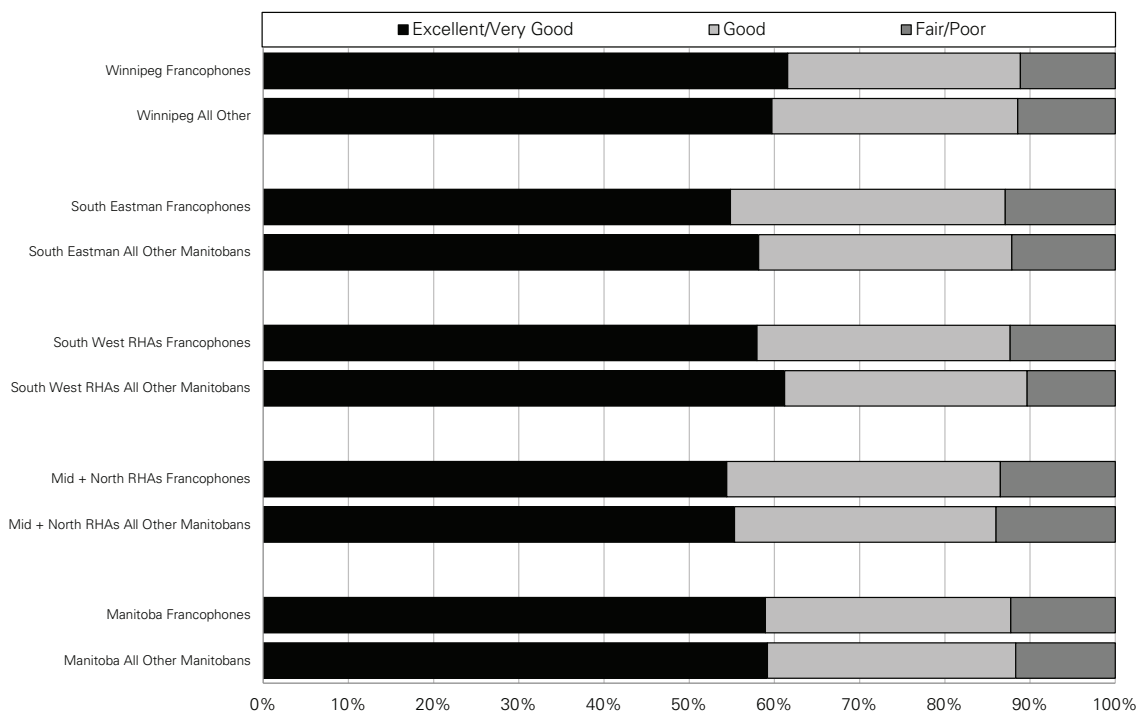 Excellent/Very Good Good Fair/Poor
Winnipeg Francophones
Winnipeg All Other
South Eastman Francophones
South Eastman All Other Manitobans
South West RHAs Francophones
South West RHAs All Other Manitobans
Mid + North RHAs Francophones
Mid + North RHAs All Other Manitobans
Manitoba Francophones
Manitoba All Other Manitobans
0% 10% 20% 30% 40% 50% 60% 70% 80% 90% 100%